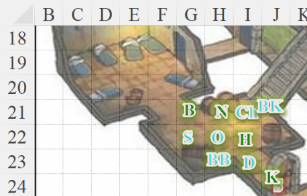 B C D E F G H I J K
18
19
20
21 B N Cl BK
22 S O H
23 BB D
24 K